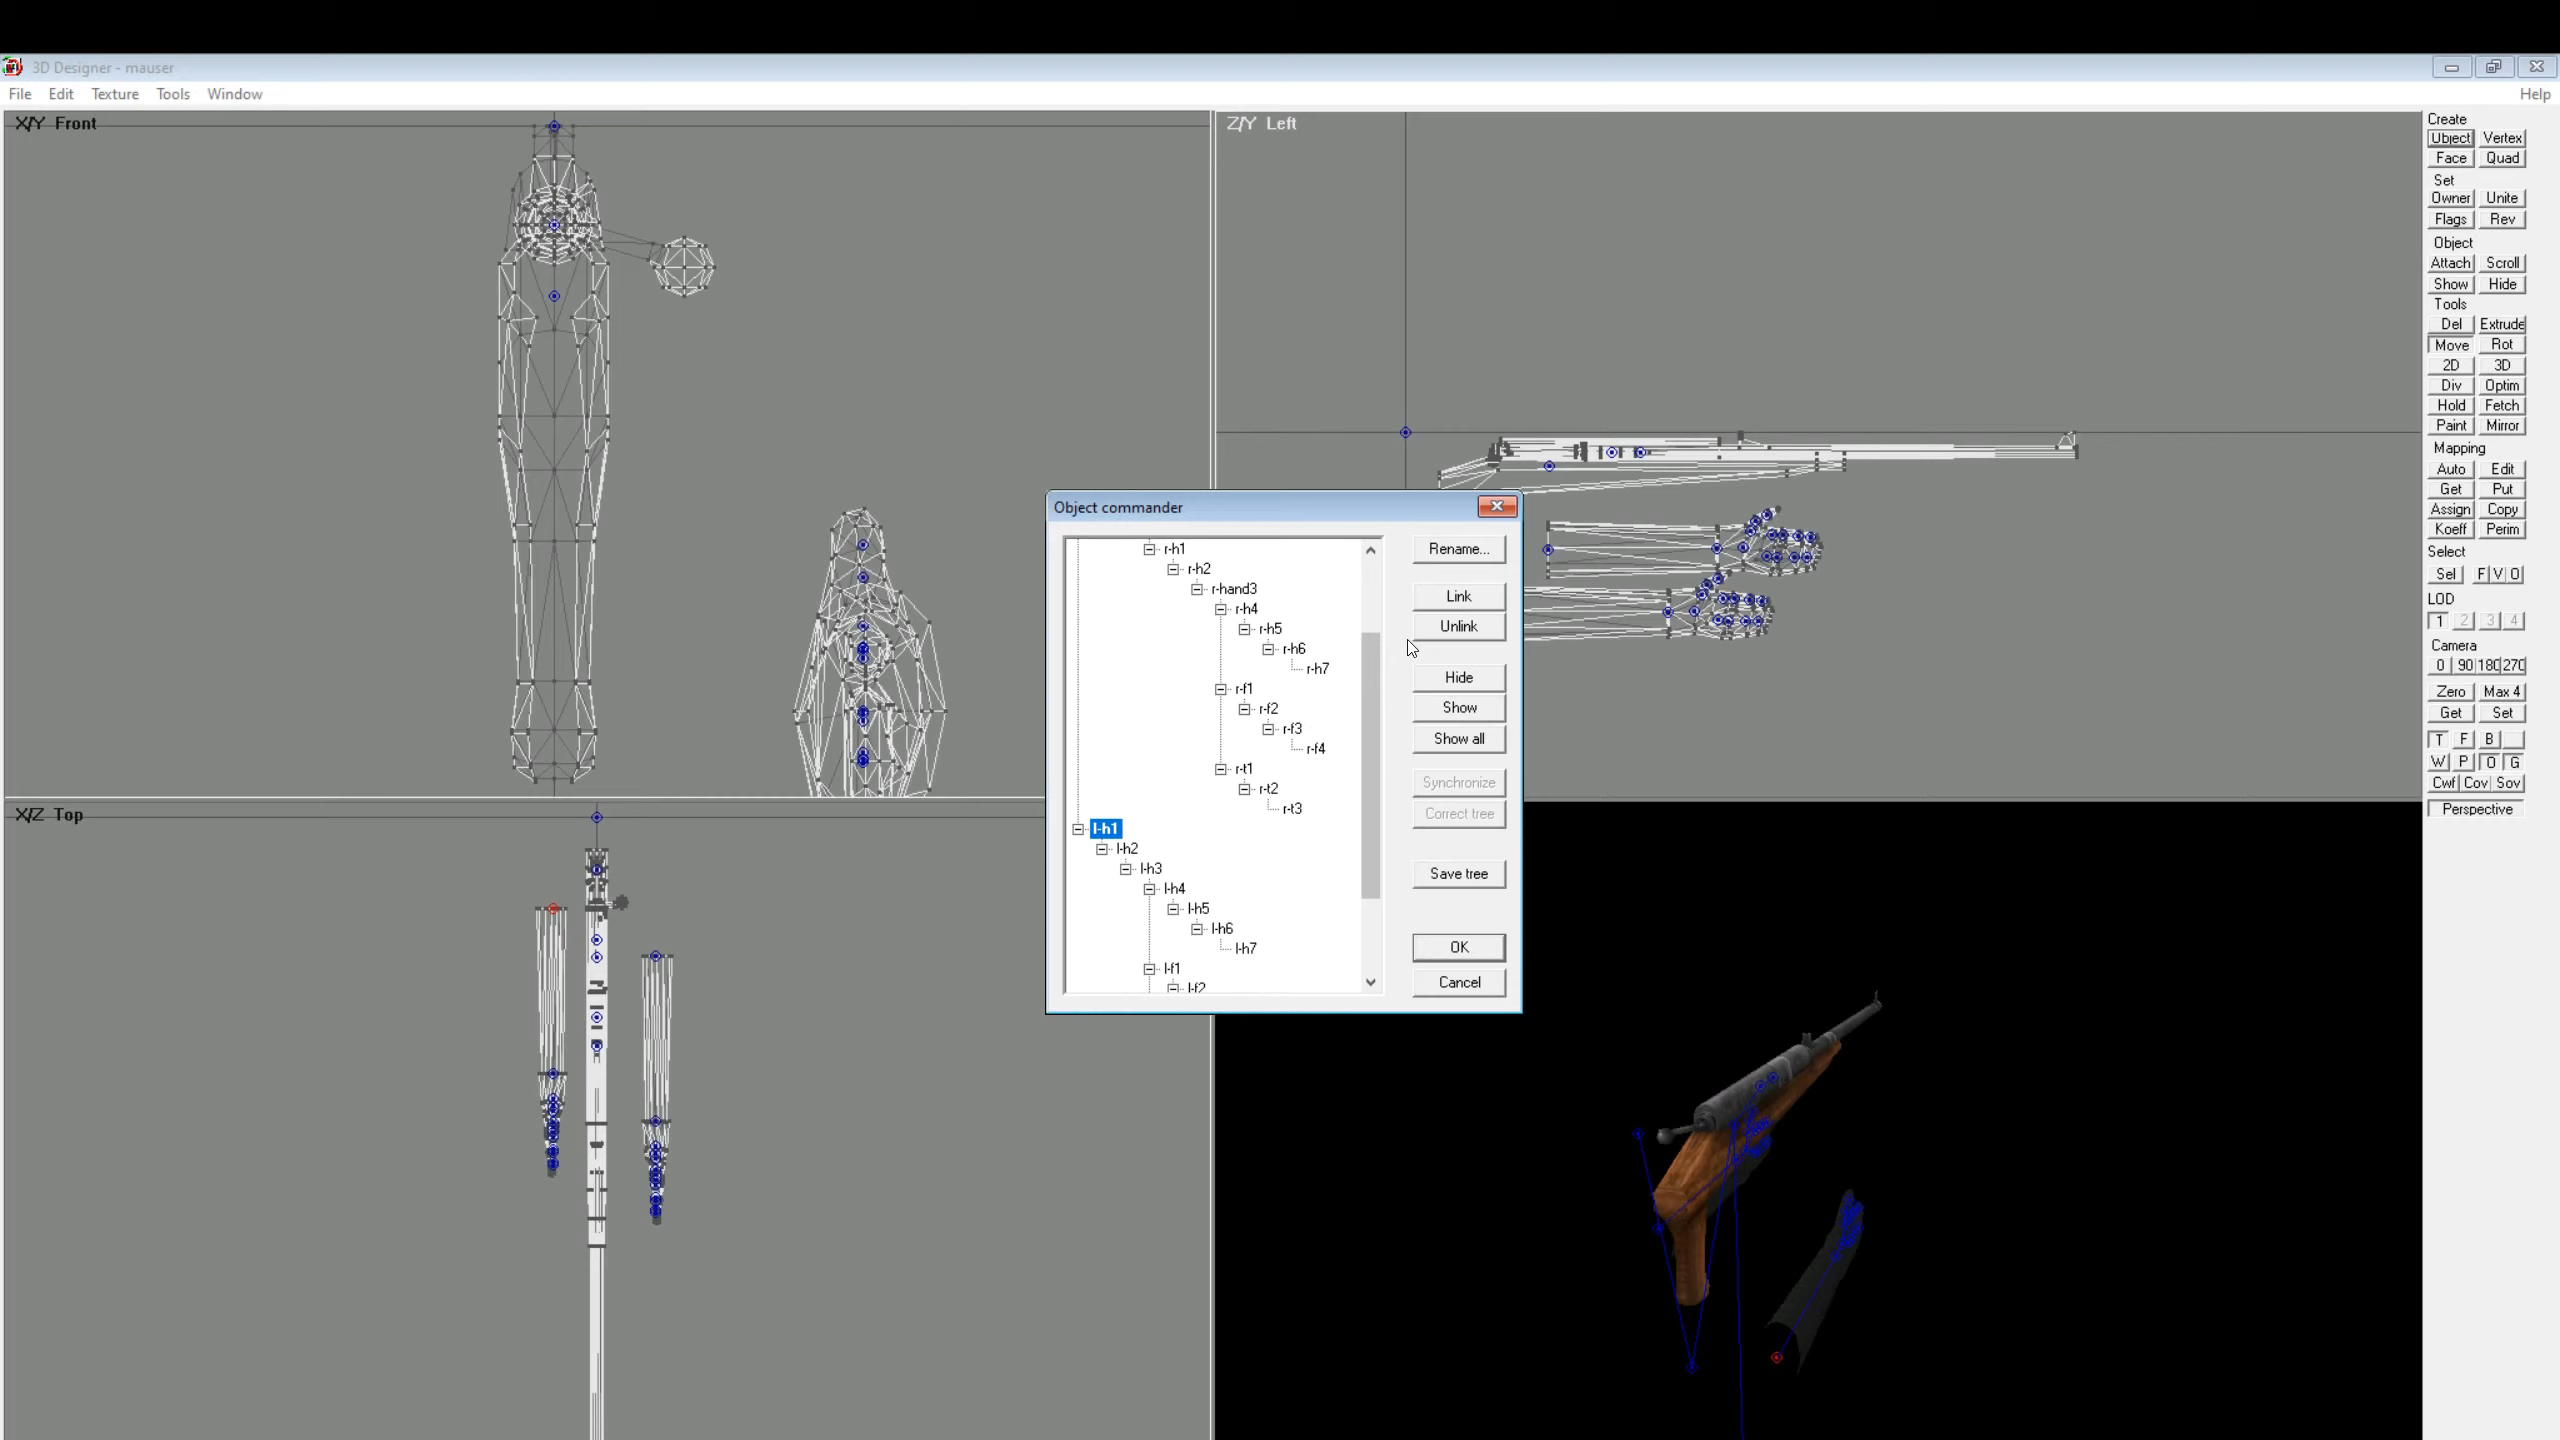 3D Designer - mauser
File Edit Texture Tools Window Help
X/Y Front
Z/Y Left
X/Z Top
Object commander
r-h1
r-h2
r-hand3
r-h4
r-h5
r-h6
r-h7
r-f1
r-f2
r-f3
r-f4
r-t1
r-t2
r-t3
l-h1
l-h2
l-h3
l-h4
l-h5
l-h6
l-h7
l-f1
l-f2
Rename...
Link
Unlink
Hide
Show
Show all
Synchronize
Correct tree
Save tree
OK
Cancel
Create
Object Vertex
Face Quad
Set
Owner Unite
Flags Rev
Object
Attach Scroll
Show Hide
Tools
Del Extrude
Move Rot
2D 3D
Div Optim
Hold Fetch
Paint Mirror
Mapping
Auto Edit
Get Put
Assign Copy
Koeff Perim
Select
Sel F V O
LOD
1 2 3 4
Camera
0 90 180 270
Zero Max 4
Get Set
T F B
W P O G
Cwf Cov Sov
Perspective